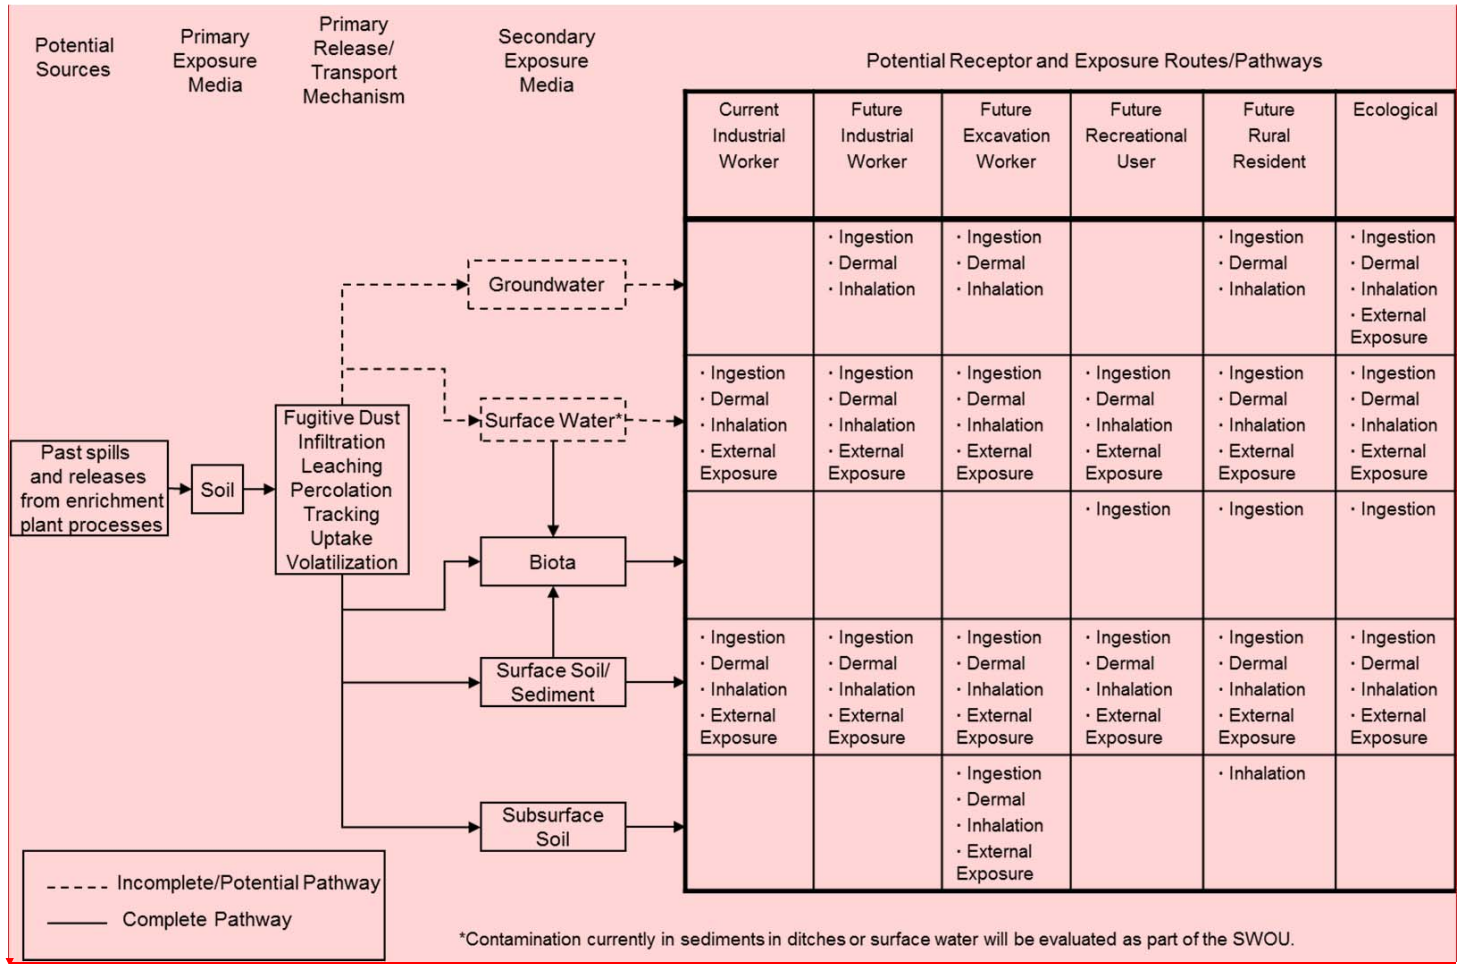 Potential
Sources
Primary
Exposure
Media
Primary
Release/
Transport
Mechanism
Secondary
Exposure
Media
Potential Receptor and Exposure Routes/Pathways
Current
Industrial
Worker
Future
Industrial
Worker
Future
Excavation
Worker
Future
Recreational
User
Future
Rural
Resident
Ecological
Past spills
and releases
from enrichment
plant processes
Soil
Fugitive Dust
Infiltration
Leaching
Percolation
Tracking
Uptake
Volatilization
Groundwater
· Ingestion
· Dermal
· Inhalation
· Ingestion
· Dermal
· Inhalation
· Ingestion
· Dermal
· Inhalation
· Ingestion
· Dermal
· Inhalation
· External
Exposure
Surface Water*
· Ingestion
· Dermal
· Inhalation
· External
Exposure
· Ingestion
· Dermal
· Inhalation
· External
Exposure
· Ingestion
· Dermal
· Inhalation
· External
Exposure
· Ingestion
· Dermal
· Inhalation
· External
Exposure
· Ingestion
· Dermal
· Inhalation
· External
Exposure
· Ingestion
· Dermal
· Inhalation
· External
Exposure
Biota
· Ingestion
· Ingestion
· Ingestion
Surface Soil/
Sediment
· Ingestion
· Dermal
· Inhalation
· External
Exposure
· Ingestion
· Dermal
· Inhalation
· External
Exposure
· Ingestion
· Dermal
· Inhalation
· External
Exposure
· Ingestion
· Dermal
· Inhalation
· External
Exposure
· Ingestion
· Dermal
· Inhalation
· External
Exposure
· Ingestion
· Dermal
· Inhalation
· External
Exposure
Subsurface
Soil
· Ingestion
· Dermal
· Inhalation
· External
Exposure
· Inhalation
Incomplete/Potential Pathway
Complete Pathway
*Contamination currently in sediments in ditches or surface water will be evaluated as part of the SWOU.